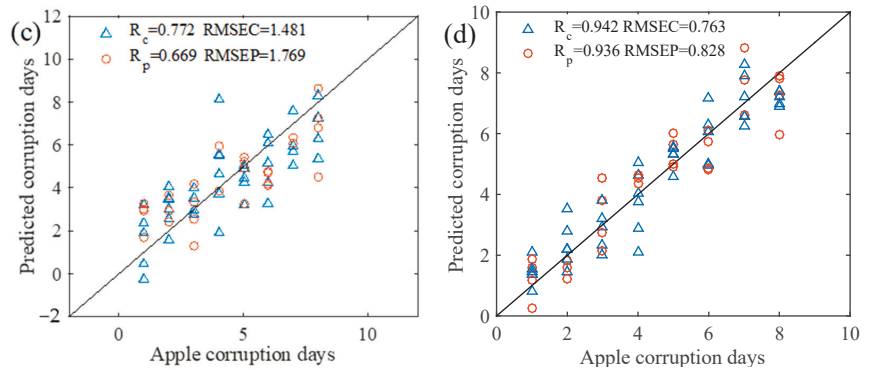 (c)
R_c=0.772 RMSEC=1.481
R_p=0.669 RMSEP=1.769
12
10
8
6
4
2
0
−2
0
5
10
Predicted corruption days
Apple corruption days
(d)
R_c=0.942 RMSEC=0.763
R_p=0.936 RMSEP=0.828
10
8
6
4
2
0
0
2
4
6
8
10
Predicted corruption days
Apple corruption days